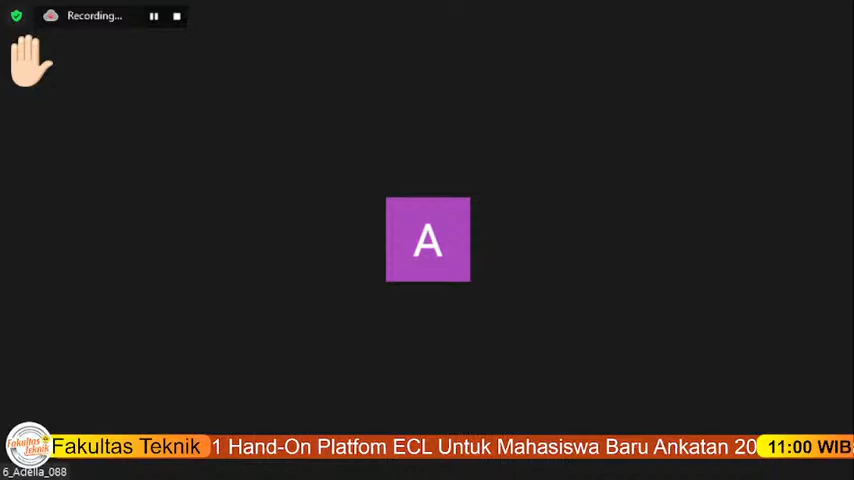 Recording...
A
Fakultas Teknik
Fakultas Teknik 1 Hand-On Platfom ECL Untuk Mahasiswa Baru Ankatan 20 11:00 WIB
6_Adella_088